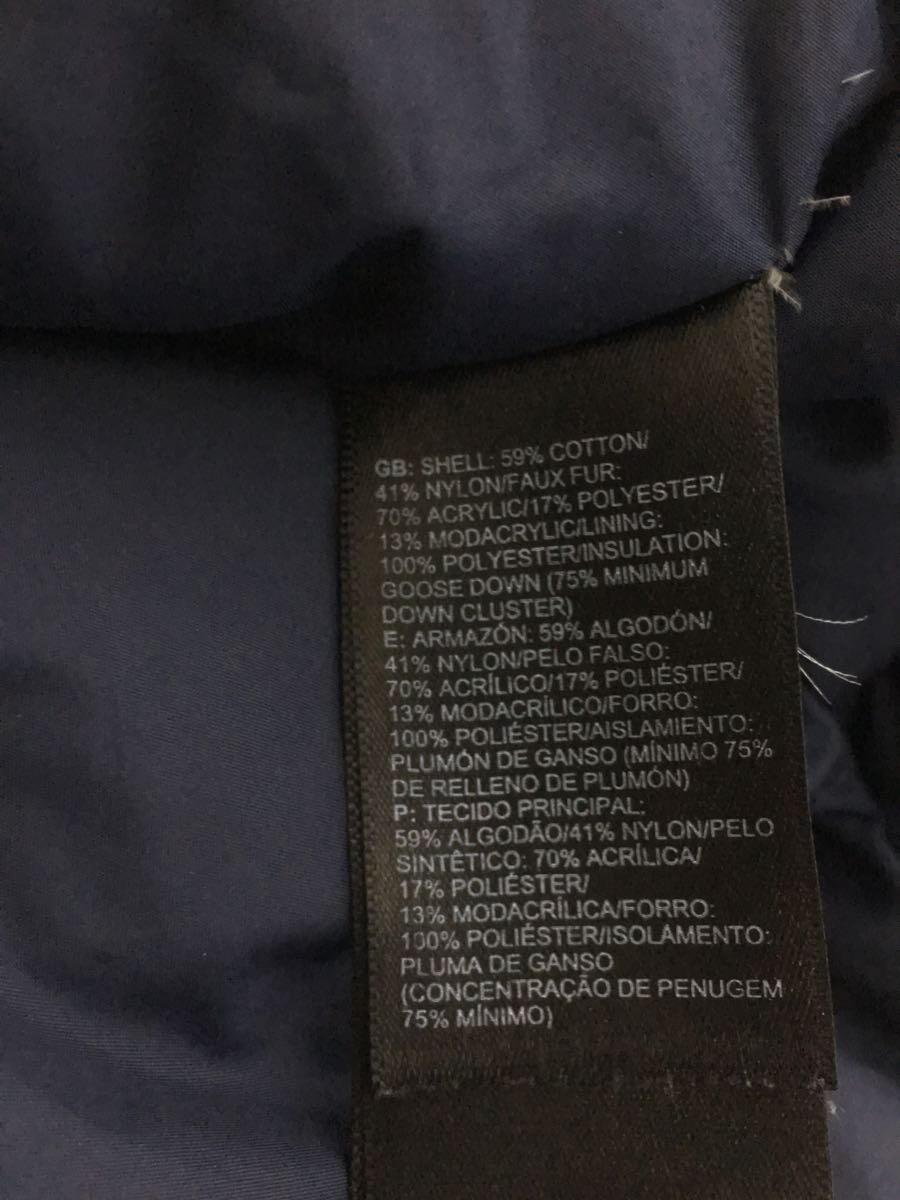 GB: SHELL: 59% COTTON/
41% NYLON/FAUX FUR:
70% ACRYLIC/17% POLYESTER/
13% MODACRYLIC/LINING:
100% POLYESTER/INSULATION:
GOOSE DOWN (75% MINIMUM
DOWN CLUSTER)
E: ARMAZÓN: 59% ALGODÓN/
41% NYLON/PELO FALSO:
70% ACRÍLICO/17% POLIÉSTER/
13% MODACRÍLICO/FORRO:
100% POLIÉSTER/AISLAMIENTO:
PLUMÓN DE GANSO (MÍNIMO 75%
DE RELLENO DE PLUMÓN)
P: TECIDO PRINCIPAL:
59% ALGODÃO/41% NYLON/PELO
SINTÊTICO: 70% ACRÍLICA/
17% POLIÉSTER/
13% MODACRÍLICA/FORRO:
100% POLIÉSTER/ISOLAMENTO:
PLUMA DE GANSO
(CONCENTRAÇÃO DE PENUGEM
75% MÍNIMO)